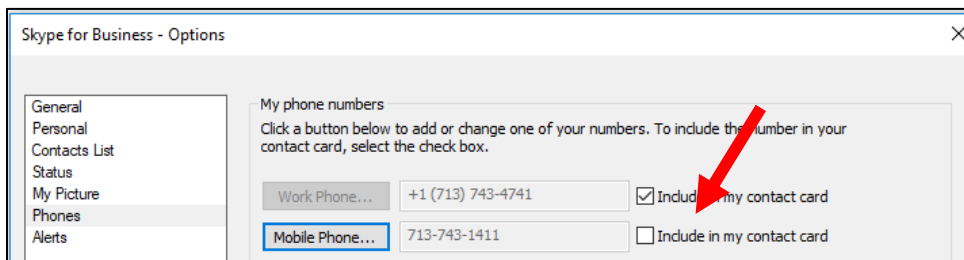 Skype for Business - Options
General
Personal
Contacts List
Status
My Picture
Phones
Alerts
My phone numbers
Click a button below to add or change one of your numbers. To include the number in your
contact card, select the check box.
Work Phone... +1 (713) 743-4741 Include in my contact card
Mobile Phone... 713-743-1411 Include in my contact card